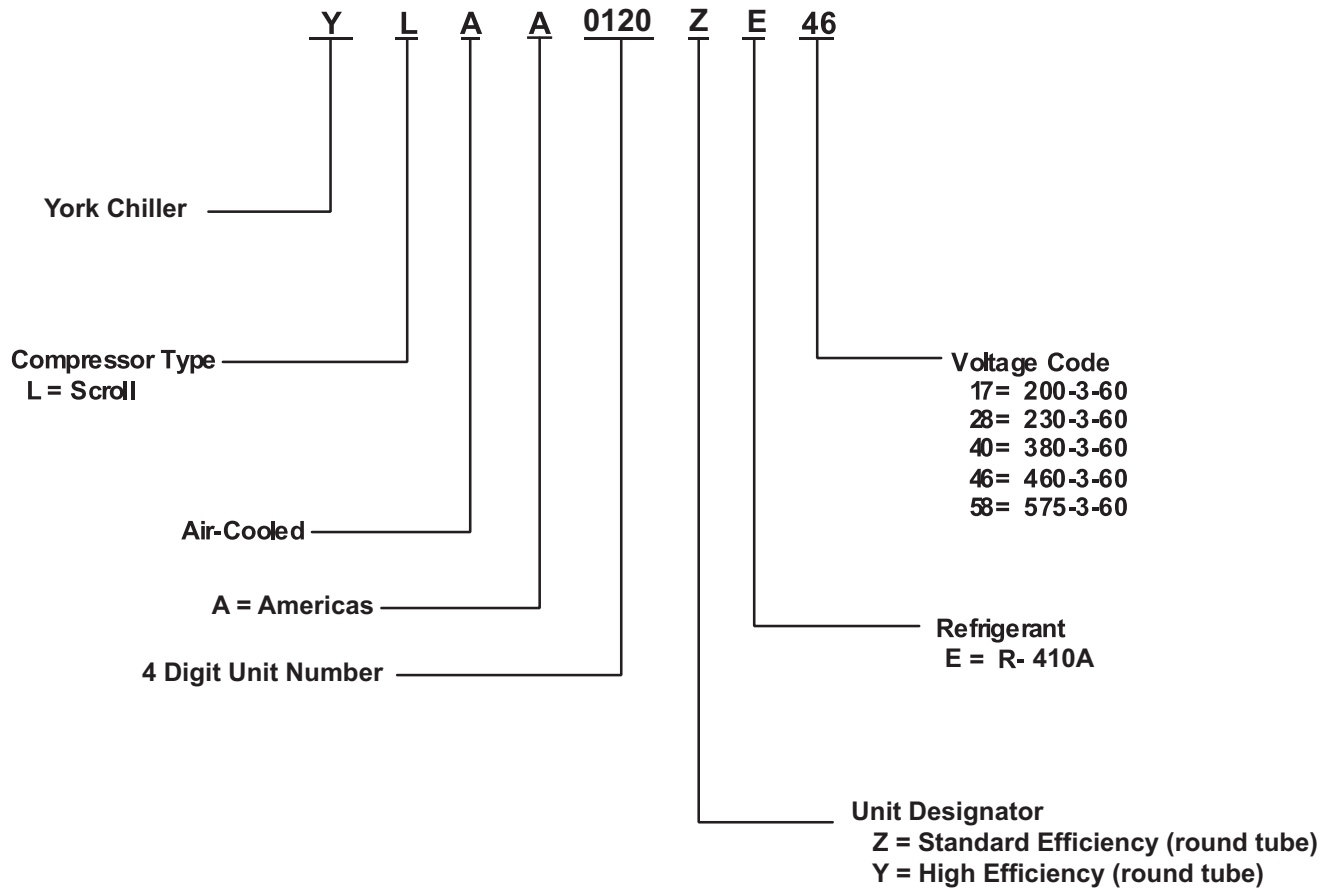 Y L A A 0120 Z E 46
York Chiller
Compressor Type
L = Scroll
Air-Cooled
A = Americas
4 Digit Unit Number
Voltage Code
17 = 200-3-60
28 = 230-3-60
40 = 380-3-60
46 = 460-3-60
58 = 575-3-60
Refrigerant
E = R- 410A
Unit Designator
Z = Standard Efficiency (round tube)
Y = High Efficiency (round tube)